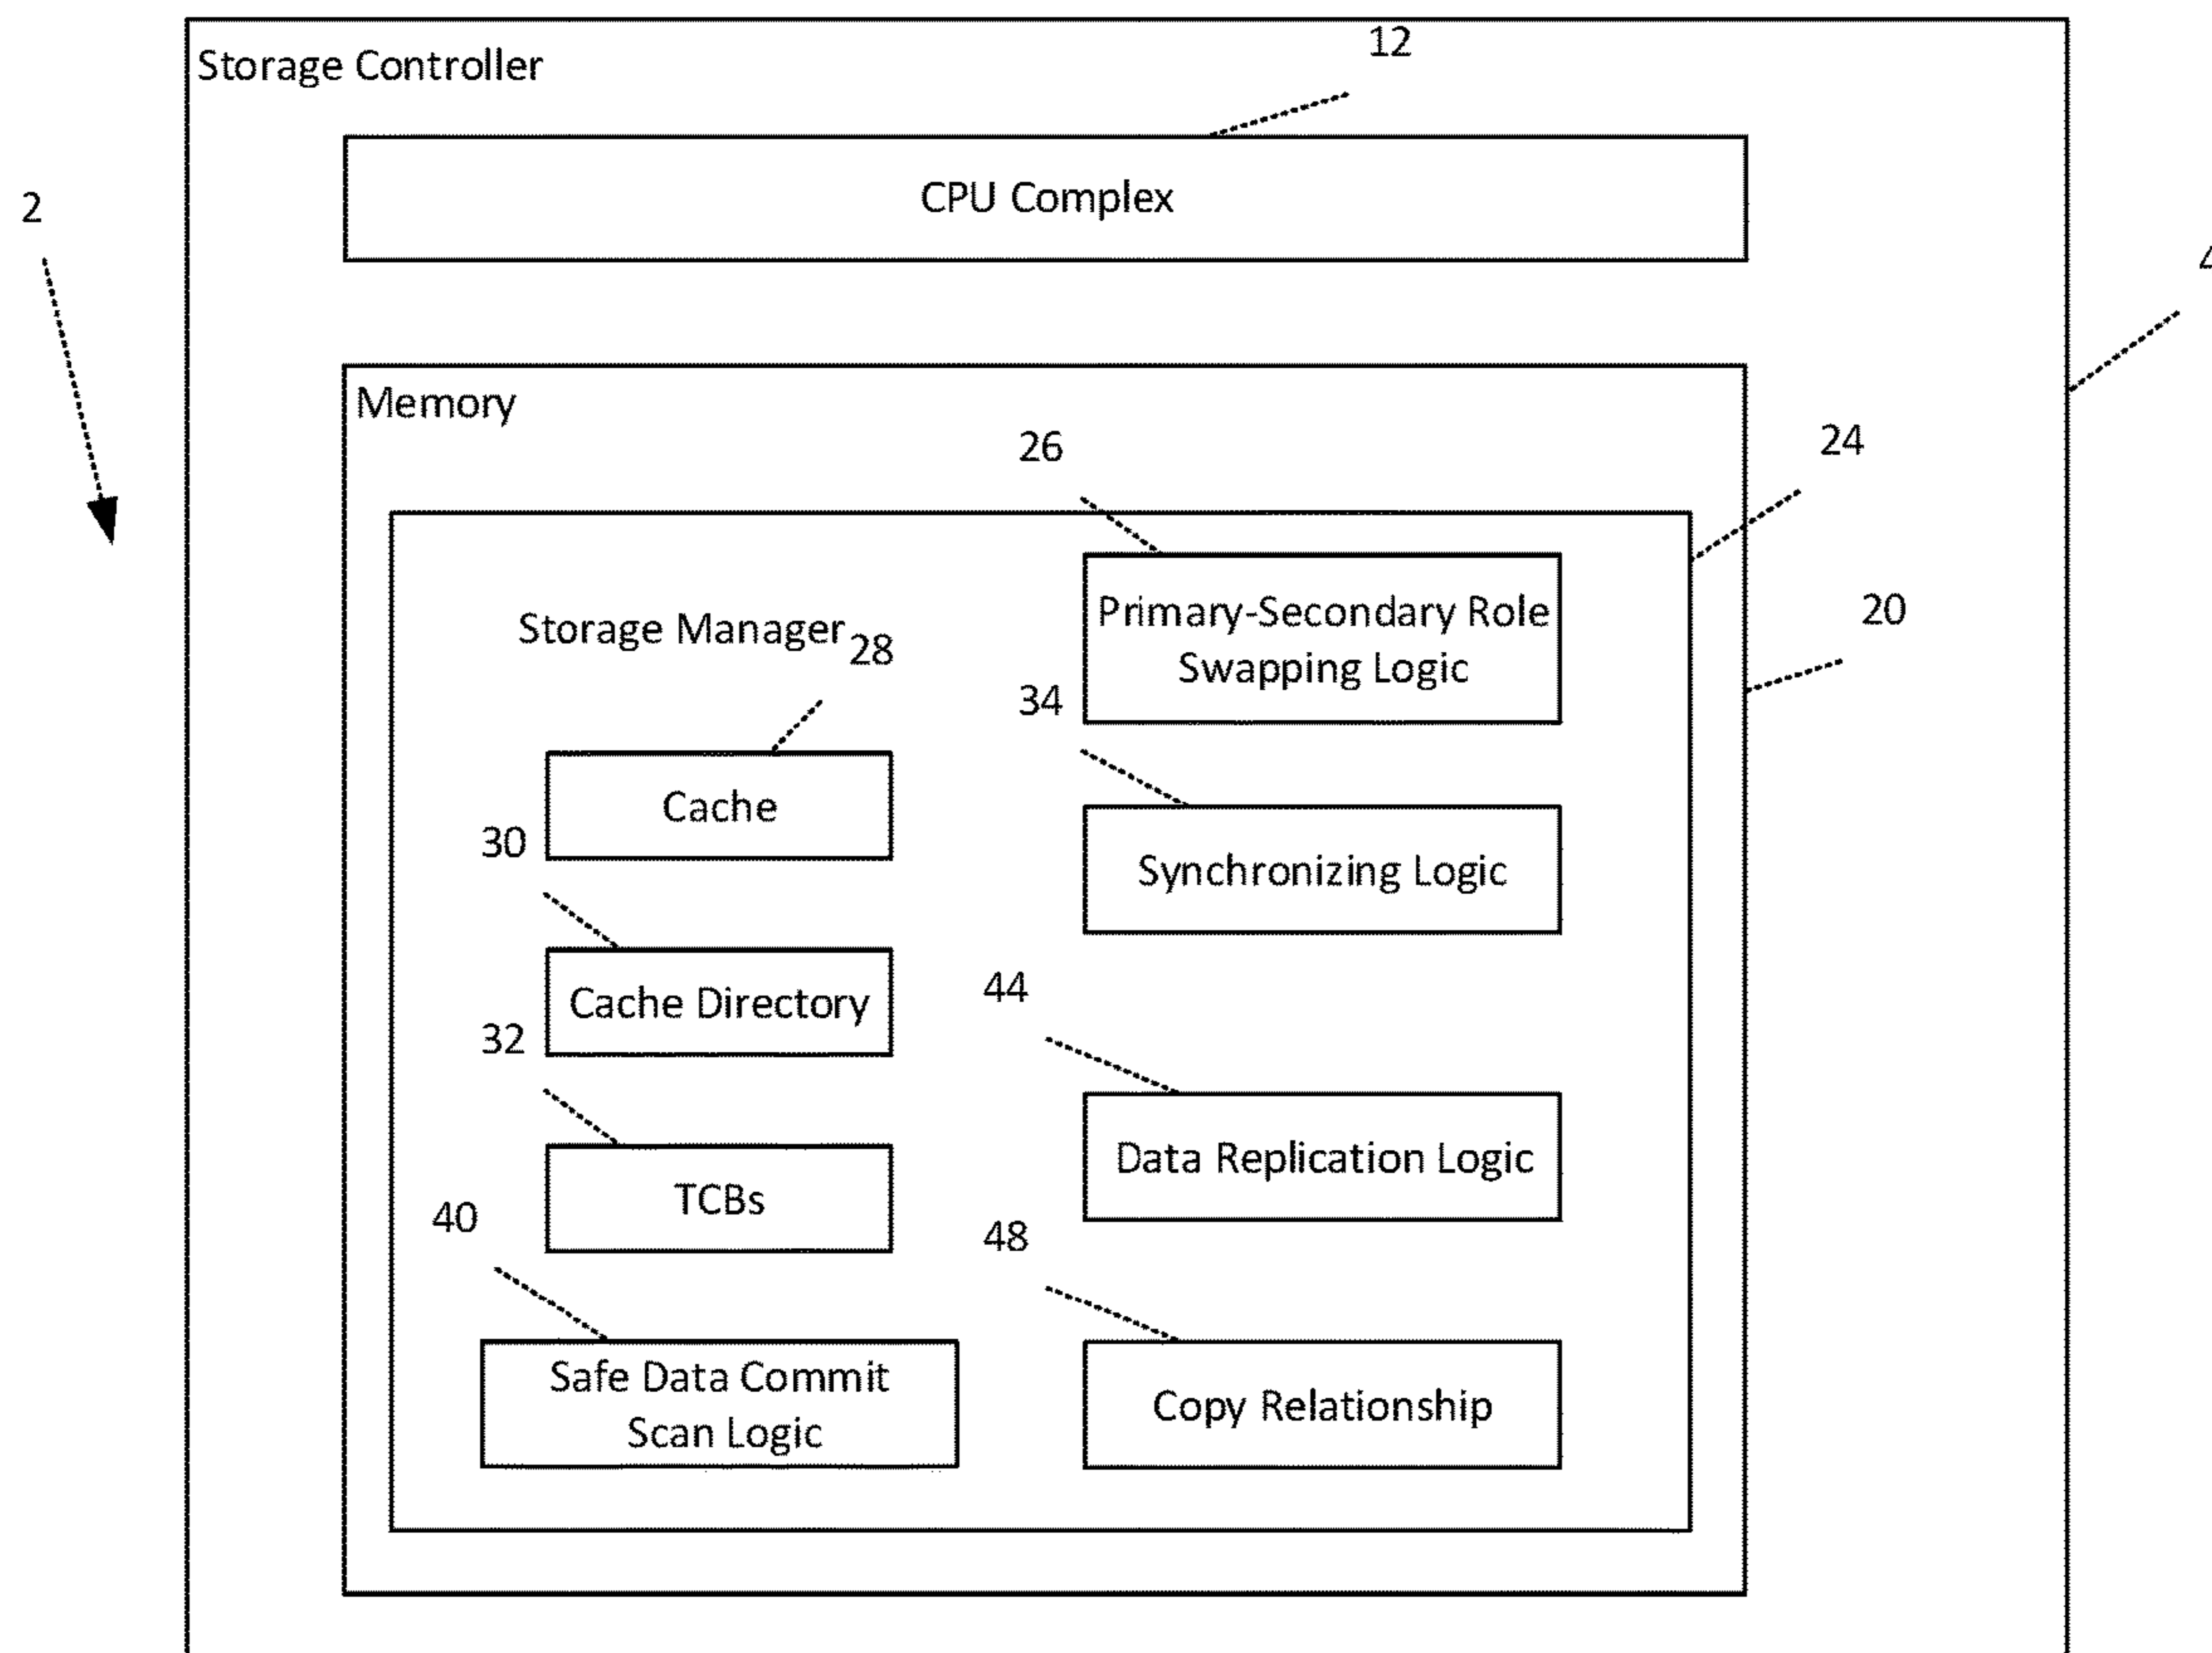 12
Storage Controller
CPU Complex
2
Memory
26
24
Primary-Secondary Role
Swapping Logic
20
Storage Manager
28
34
Cache
30
Synchronizing Logic
Cache Directory
44
32
Data Replication Logic
TCBs
40
48
Safe Data Commit
Scan Logic
Copy Relationship